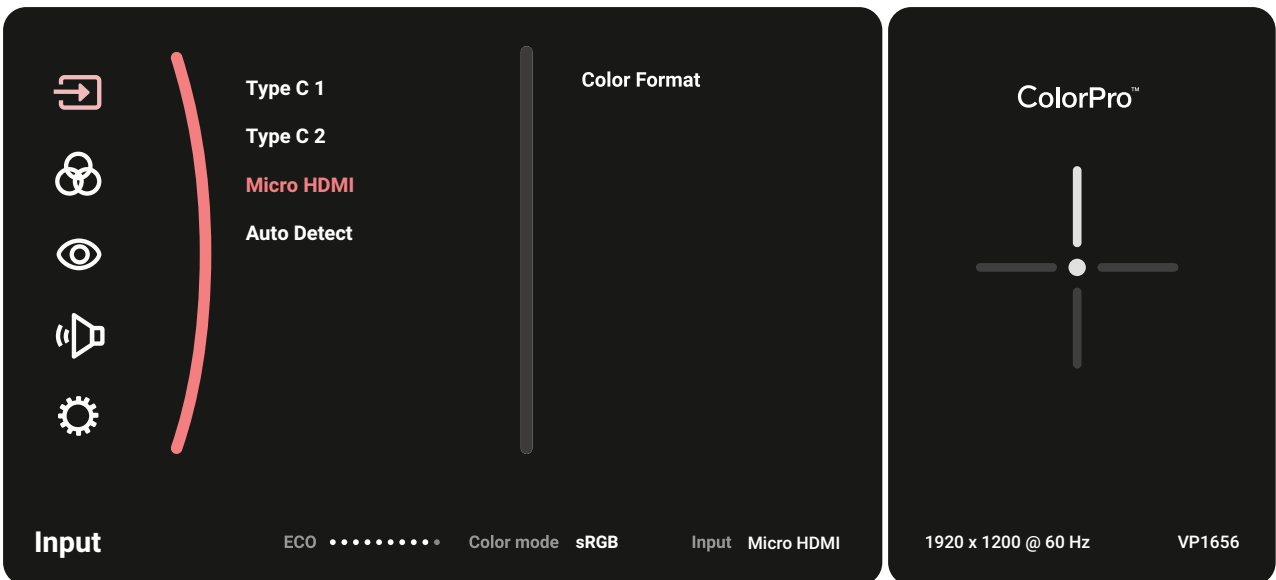 Type C 1
Type C 2
Micro HDMI
Auto Detect
Color Format
Input
ECO
Color mode sRGB
Input Micro HDMI
ColorPro™
1920 x 1200 @ 60 Hz
VP1656